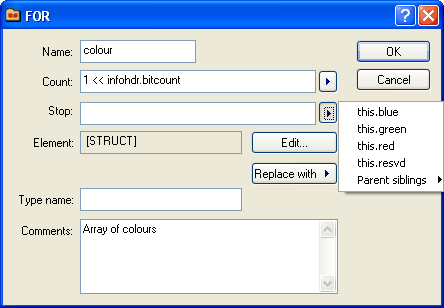 FOR
Name: colour
OK
Count: 1 << infohdr.bitcount
Cancel
Stop:
this.blue
this.green
this.red
this.resvd
Parent siblings
Element: [STRUCT]
Edit...
Replace with
Type name:
Comments: Array of colours